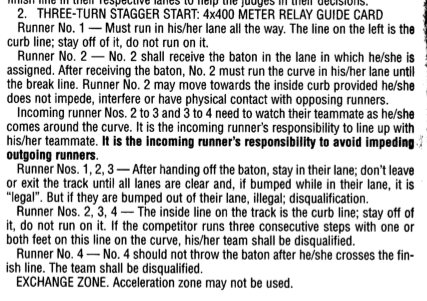 finish line in their respective lanes to help the judges in their decisions.
2. THREE-TURN STAGGER START: 4x400 METER RELAY GUIDE CARD
Runner No. 1 — Must run in his/her lane all the way. The line on the left is the
curb line; stay off of it, do not run on it.
Runner No. 2 — No. 2 shall receive the baton in the lane in which he/she is
assigned. After receiving the baton, No. 2 must run the curve in his/her lane until
the break line. Runner No. 2 may move towards the inside curb provided he/she
does not impede, interfere or have physical contact with opposing runners.
Incoming runner Nos. 2 to 3 and 3 to 4 need to watch their teammate as he/she
comes around the curve. It is the incoming runner's responsibility to line up with
his/her teammate. It is the incoming runner's responsibility to avoid impeding
outgoing runners.
Runner Nos. 1, 2, 3 — After handing off the baton, stay in their lane; don't leave
or exit the track until all lanes are clear and, if bumped while in their lane, it is
"legal". But if they are bumped out of their lane, illegal; disqualification.
Runner Nos. 2, 3, 4 — The inside line on the track is the curb line; stay off of
it, do not run on it. If the competitor runs three consecutive steps with one or
both feet on this line on the curve, his/her team shall be disqualified.
Runner No. 4 — No. 4 should not throw the baton after he/she crosses the fin-
ish line. The team shall be disqualified.
EXCHANGE ZONE. Acceleration zone may not be used.